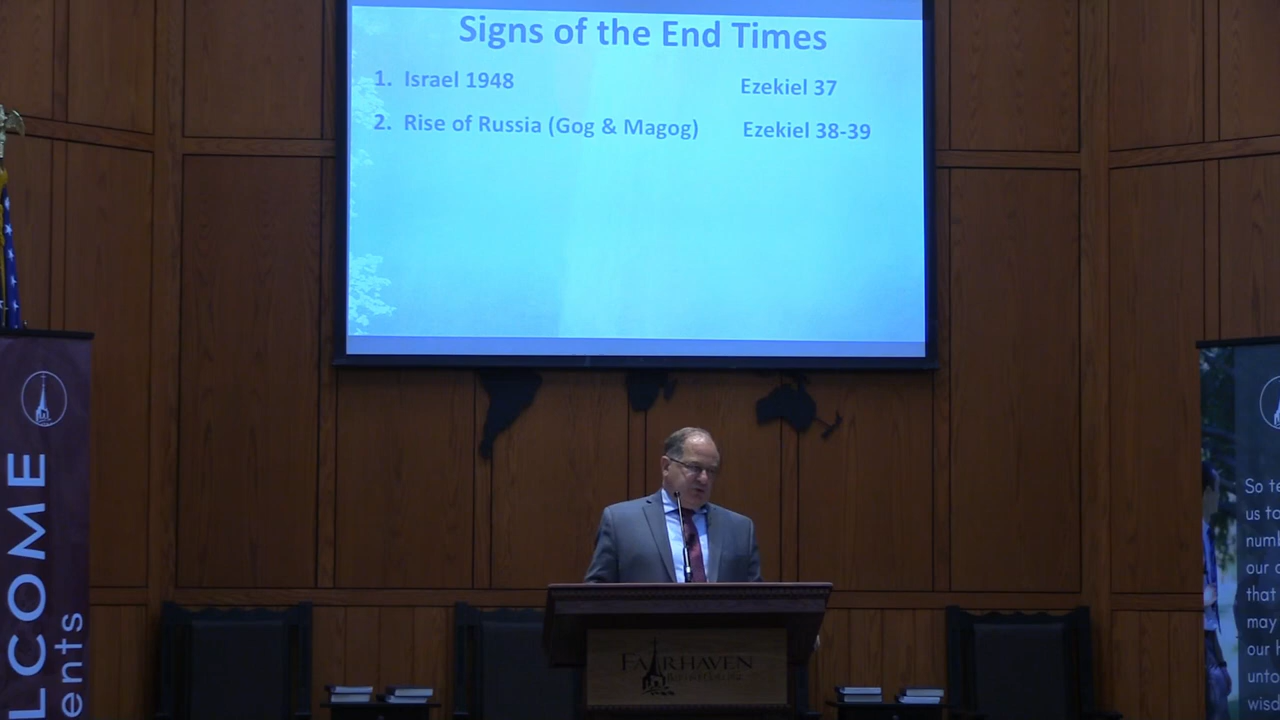 Signs of the End Times
1. Israel 1948 Ezekiel 37
2. Rise of Russia (Gog & Magog) Ezekiel 38-39
LCOME
ents
FAIRHAVEN
So te
us to
numb
our d
that
may
our h
unto
wisd